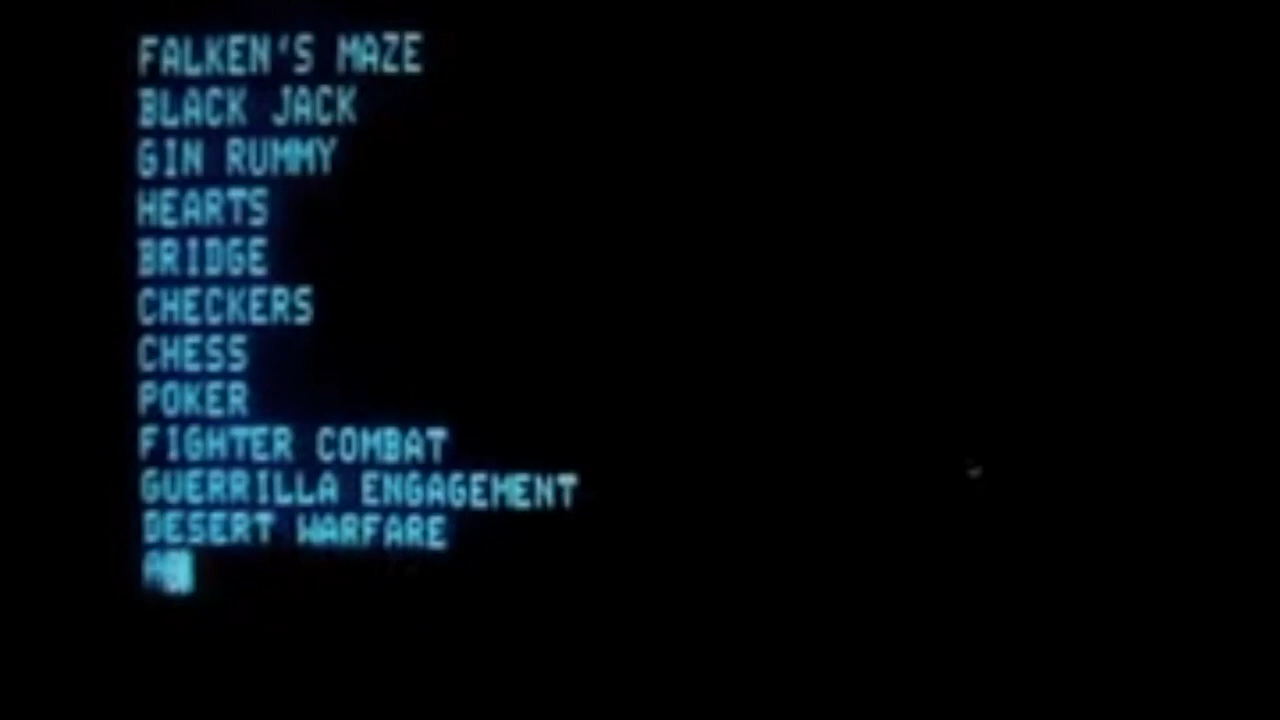 FALKEN'S MAZE
BLACK JACK
GIN RUMMY
HEARTS
BRIDGE
CHECKERS
CHESS
POKER
FIGHTER COMBAT
GUERRILLA ENGAGEMENT
DESERT WARFARE
A